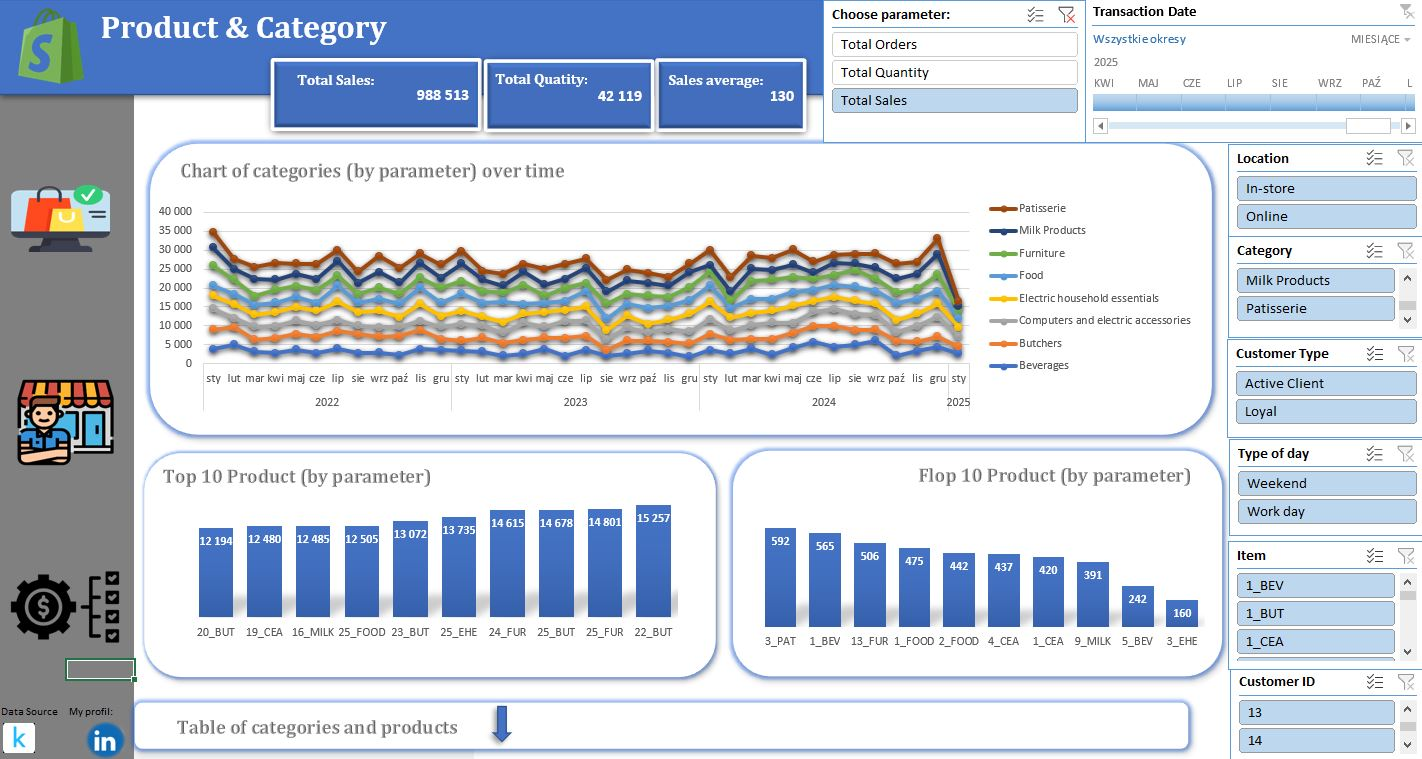 Product & Category
Total Sales:
988 513
Total Quatity:
42 119
Sales average:
130
Choose parameter:
Total Orders
Total Quantity
Total Sales
Transaction Date
Wszystkie okresy
MIESIĄCE
2025
KWI MAJ CZE LIP SIE WRZ PAŹ L
Chart of categories (by parameter) over time
40 000
35 000
30 000
25 000
20 000
15 000
10 000
5 000
0
sty lut mar kwi maj cze lip sie wrz paź lis gru sty lut mar kwi maj cze lip sie wrz paź lis gru sty lut mar kwi maj cze lip sie wrz paź lis gru sty
2022 2023 2024 2025
Patisserie
Milk Products
Furniture
Food
Electric household essentials
Computers and electric accessories
Butchers
Beverages
Location
In-store
Online
Category
Milk Products
Patisserie
Customer Type
Active Client
Loyal
Type of day
Weekend
Work day
Item
1_BEV
1_BUT
1_CEA
Customer ID
13
14
Top 10 Product (by parameter)
12 194 12 480 12 485 12 505 13 072 13 735 14 615 14 678 14 801 15 257
20_BUT 19_CEA 16_MILK 25_FOOD 23_BUT 25_EHE 24_FUR 25_BUT 25_FUR 22_BUT
Flop 10 Product (by parameter)
592 565 506 475 442 437 420 391 242 160
3_PAT 1_BEV 13_FUR 1_FOOD 2_FOOD 4_CEA 1_CEA 9_MILK 5_BEV 3_EHE
Data Source
My profil:
k
in
Table of categories and products